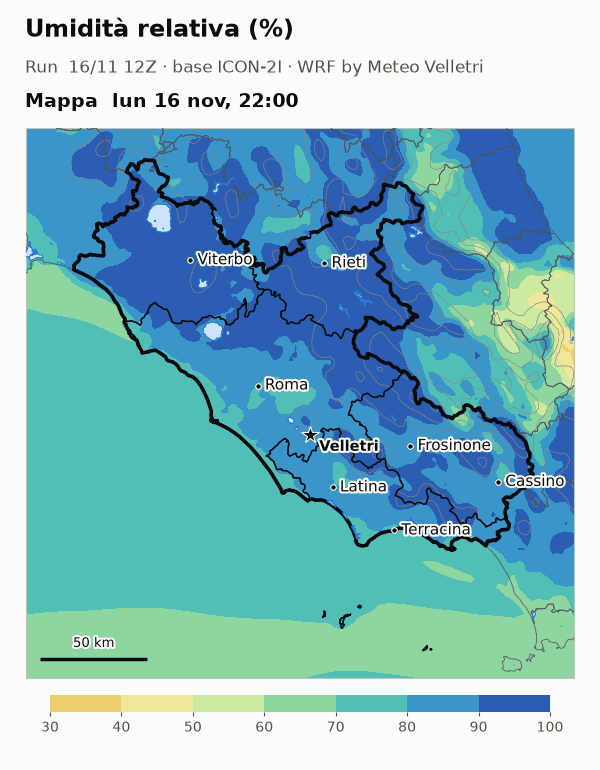 Umidità relativa (%)
Run  16/11 12Z · base ICON-2I · WRF by Meteo Velletri
Mappa  lun 16 nov, 22:00
Viterbo
Rieti
Roma
Velletri
Frosinone
Cassino
Latina
Terracina
50 km
30 40 50 60 70 80 90 100